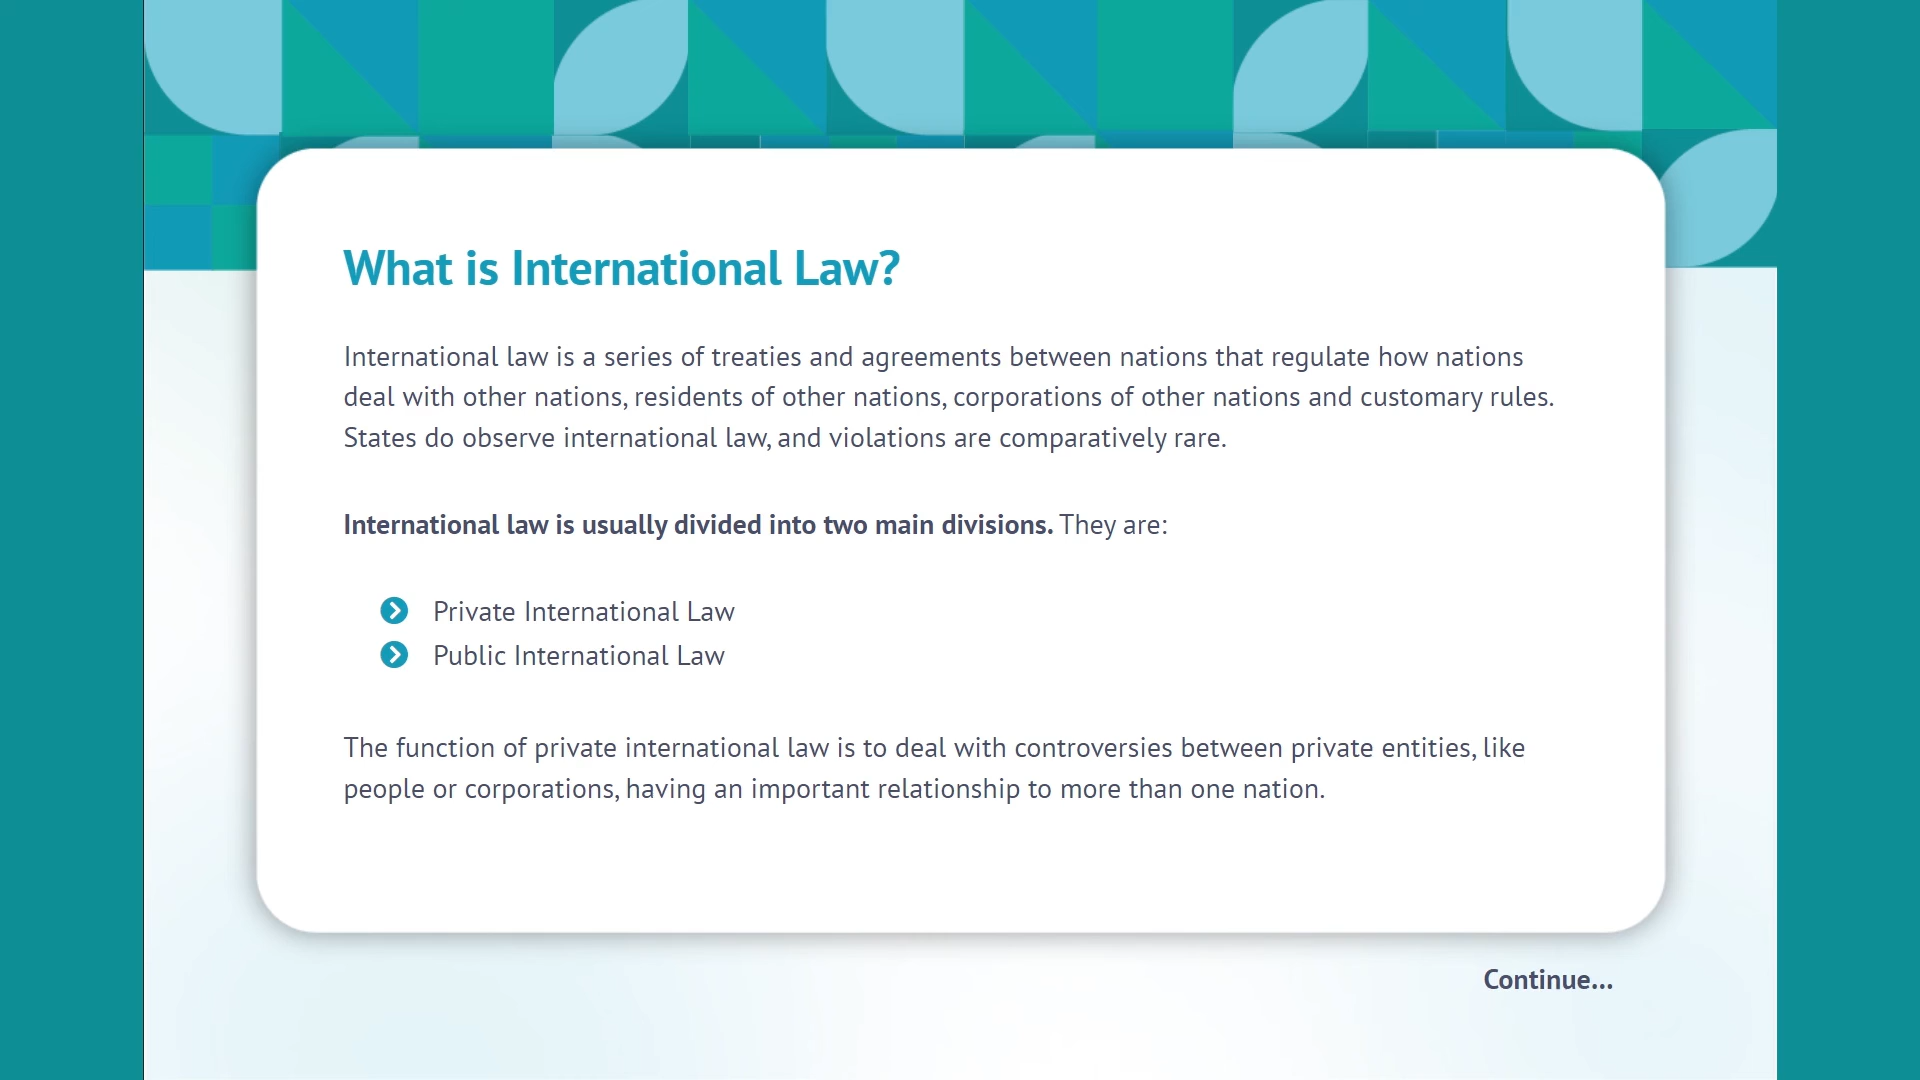 What is International Law?
International law is a series of treaties and agreements between nations that regulate how nations
deal with other nations, residents of other nations, corporations of other nations and customary rules.
States do observe international law, and violations are comparatively rare.
International law is usually divided into two main divisions. They are:
Private International Law
Public International Law
The function of private international law is to deal with controversies between private entities, like
people or corporations, having an important relationship to more than one nation.
Continue...